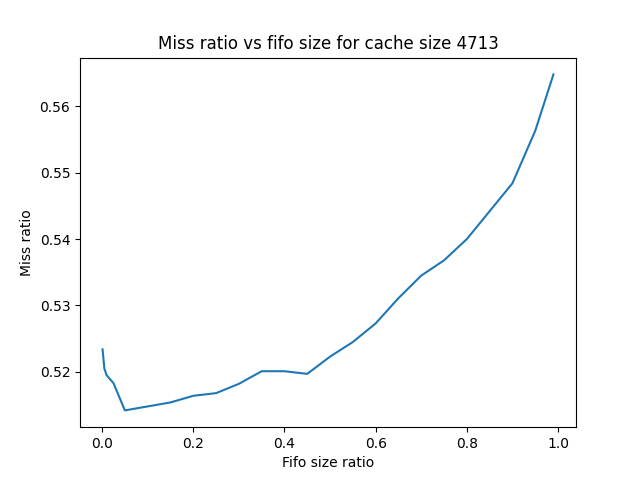 Miss ratio vs fifo size for cache size 4713
0.56
0.55
0.54
0.53
0.52
Miss ratio
0.0 0.2 0.4 0.6 0.8 1.0
Fifo size ratio